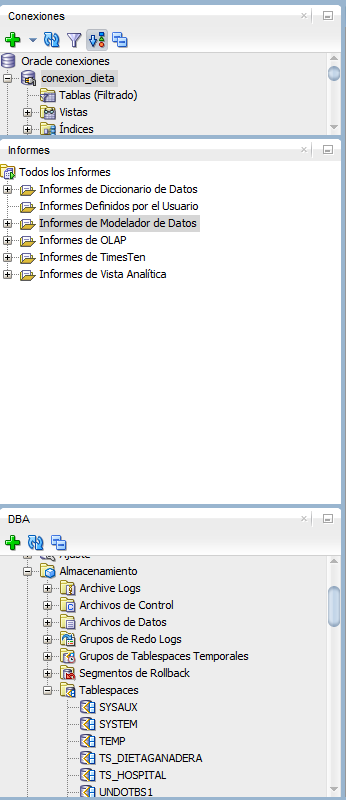 Conexiones
Oracle conexiones
conexion_dieta
Tablas (Filtrado)
Vistas
Índices
Informes
Todos los Informes
Informes de Diccionario de Datos
Informes Definidos por el Usuario
Informes de Modelador de Datos
Informes de OLAP
Informes de TimesTen
Informes de Vista Analítica
DBA
Ajuste
Almacenamiento
Archive Logs
Archivos de Control
Archivos de Datos
Grupos de Redo Logs
Grupos de Tablespaces Temporales
Segmentos de Rollback
Tablespaces
SYSAUX
SYSTEM
TEMP
TS_DIETAGANADERA
TS_HOSPITAL
UNDOTBS1